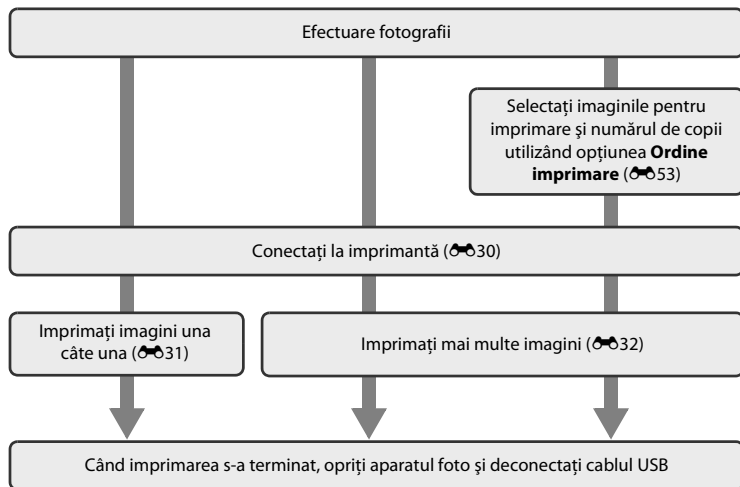 Efectuare fotografii
Selectați imaginile pentru
imprimare și numărul de copii
utilizând opțiunea Ordine
imprimare (53)
Conectați la imprimantă (30)
Imprimați imagini una
câte una (31)
Imprimați mai multe imagini (32)
Când imprimarea s-a terminat, opriți aparatul foto și deconectați cablul USB